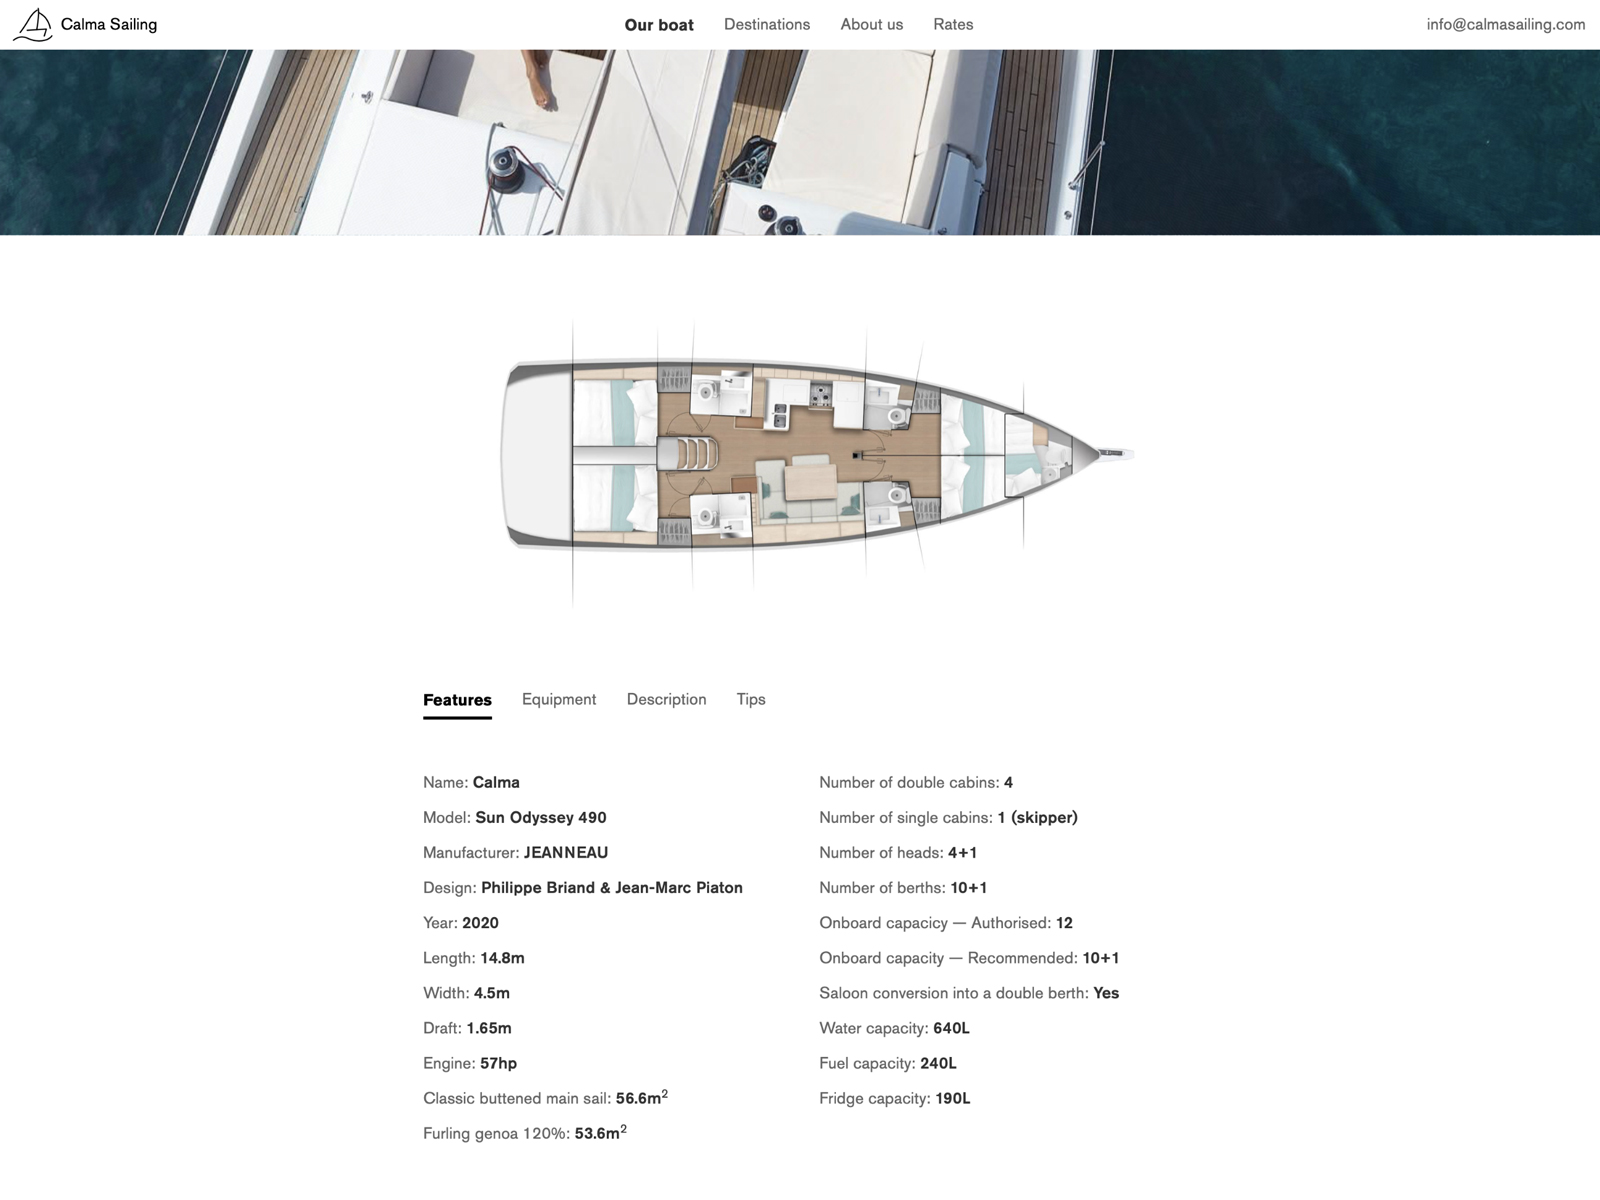 Calma Sailing
Our boat Destinations About us Rates
info@calmasailing.com
Features Equipment Description Tips
Name: Calma
Model: Sun Odyssey 490
Manufacturer: JEANNEAU
Design: Philippe Briand & Jean-Marc Piaton
Year: 2020
Length: 14.8m
Width: 4.5m
Draft: 1.65m
Engine: 57hp
Classic buttened main sail: 56.6m²
Furling genoa 120%: 53.6m²
Number of double cabins: 4
Number of single cabins: 1 (skipper)
Number of heads: 4+1
Number of berths: 10+1
Onboard capacicy — Authorised: 12
Onboard capacity — Recommended: 10+1
Saloon conversion into a double berth: Yes
Water capacity: 640L
Fuel capacity: 240L
Fridge capacity: 190L